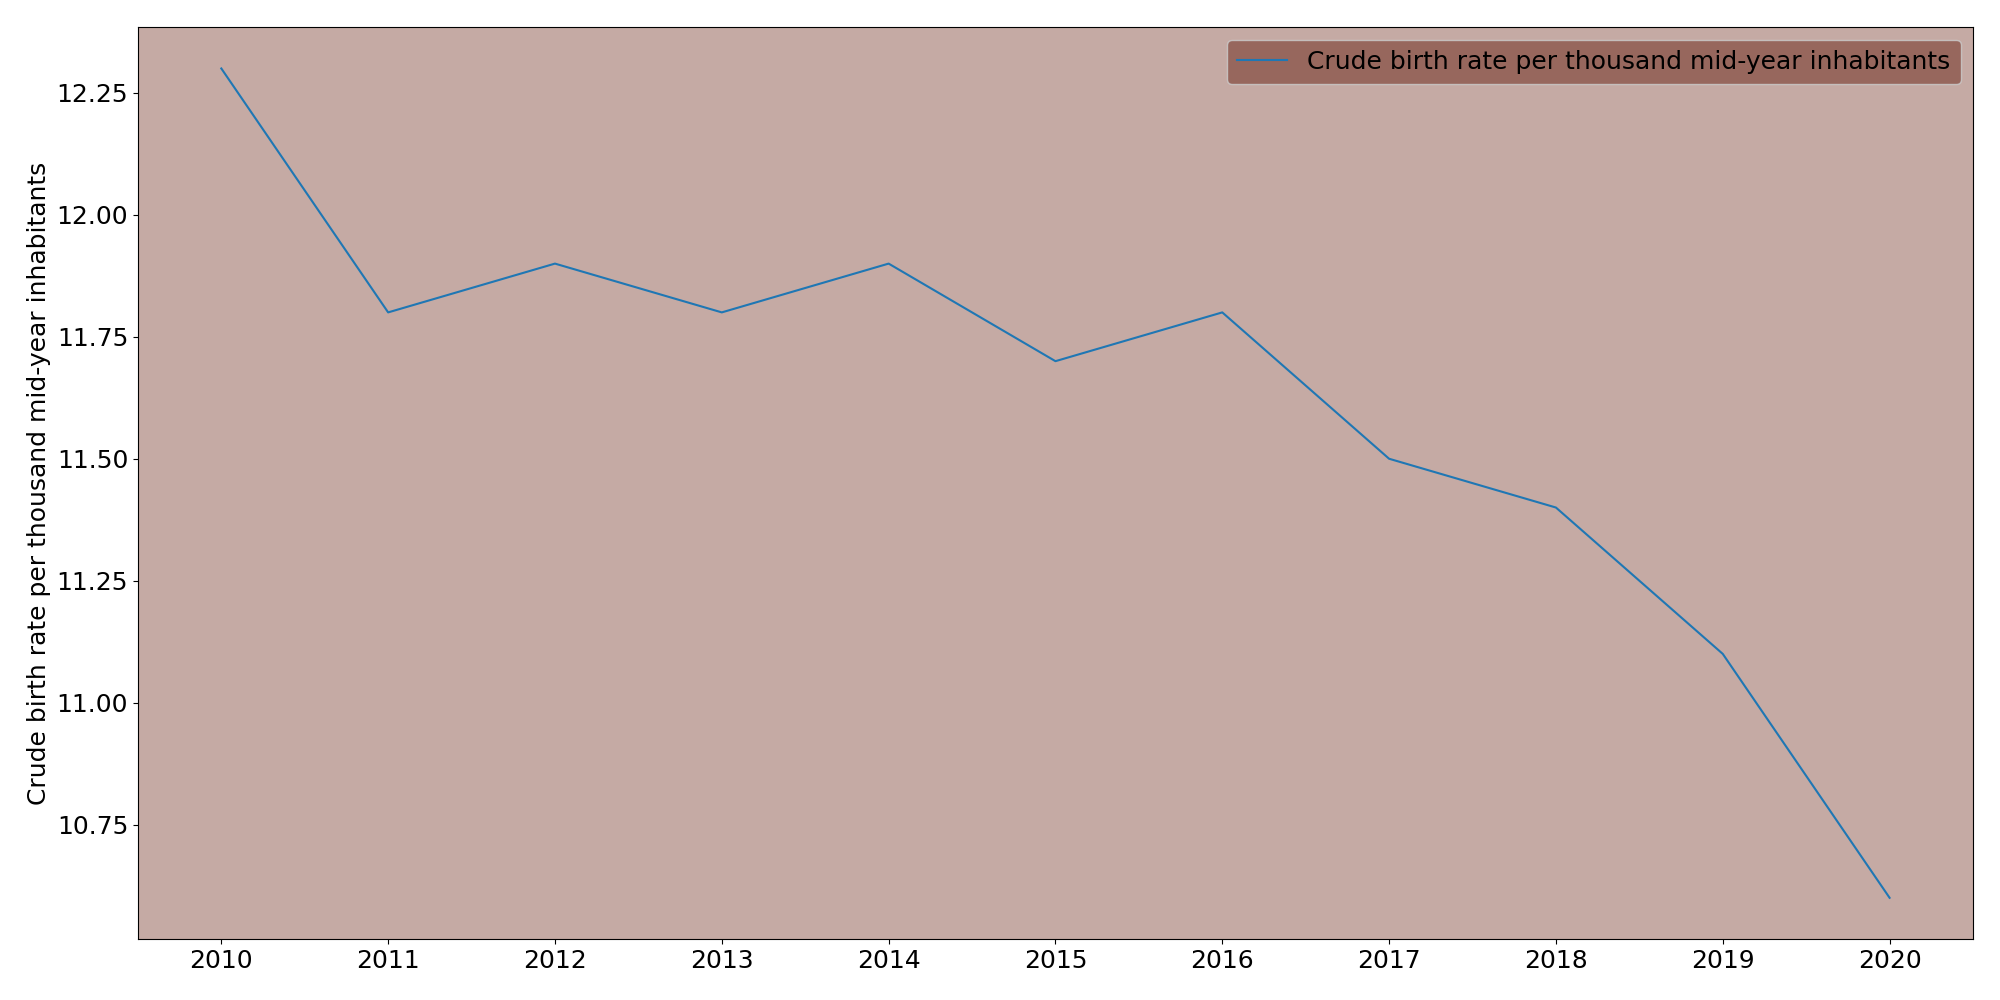 Crude birth rate per thousand mid-year inhabitants
Crude birth rate per thousand mid-year inhabitants
12.25
12.00
11.75
11.50
11.25
11.00
10.75
2010 2011 2012 2013 2014 2015 2016 2017 2018 2019 2020